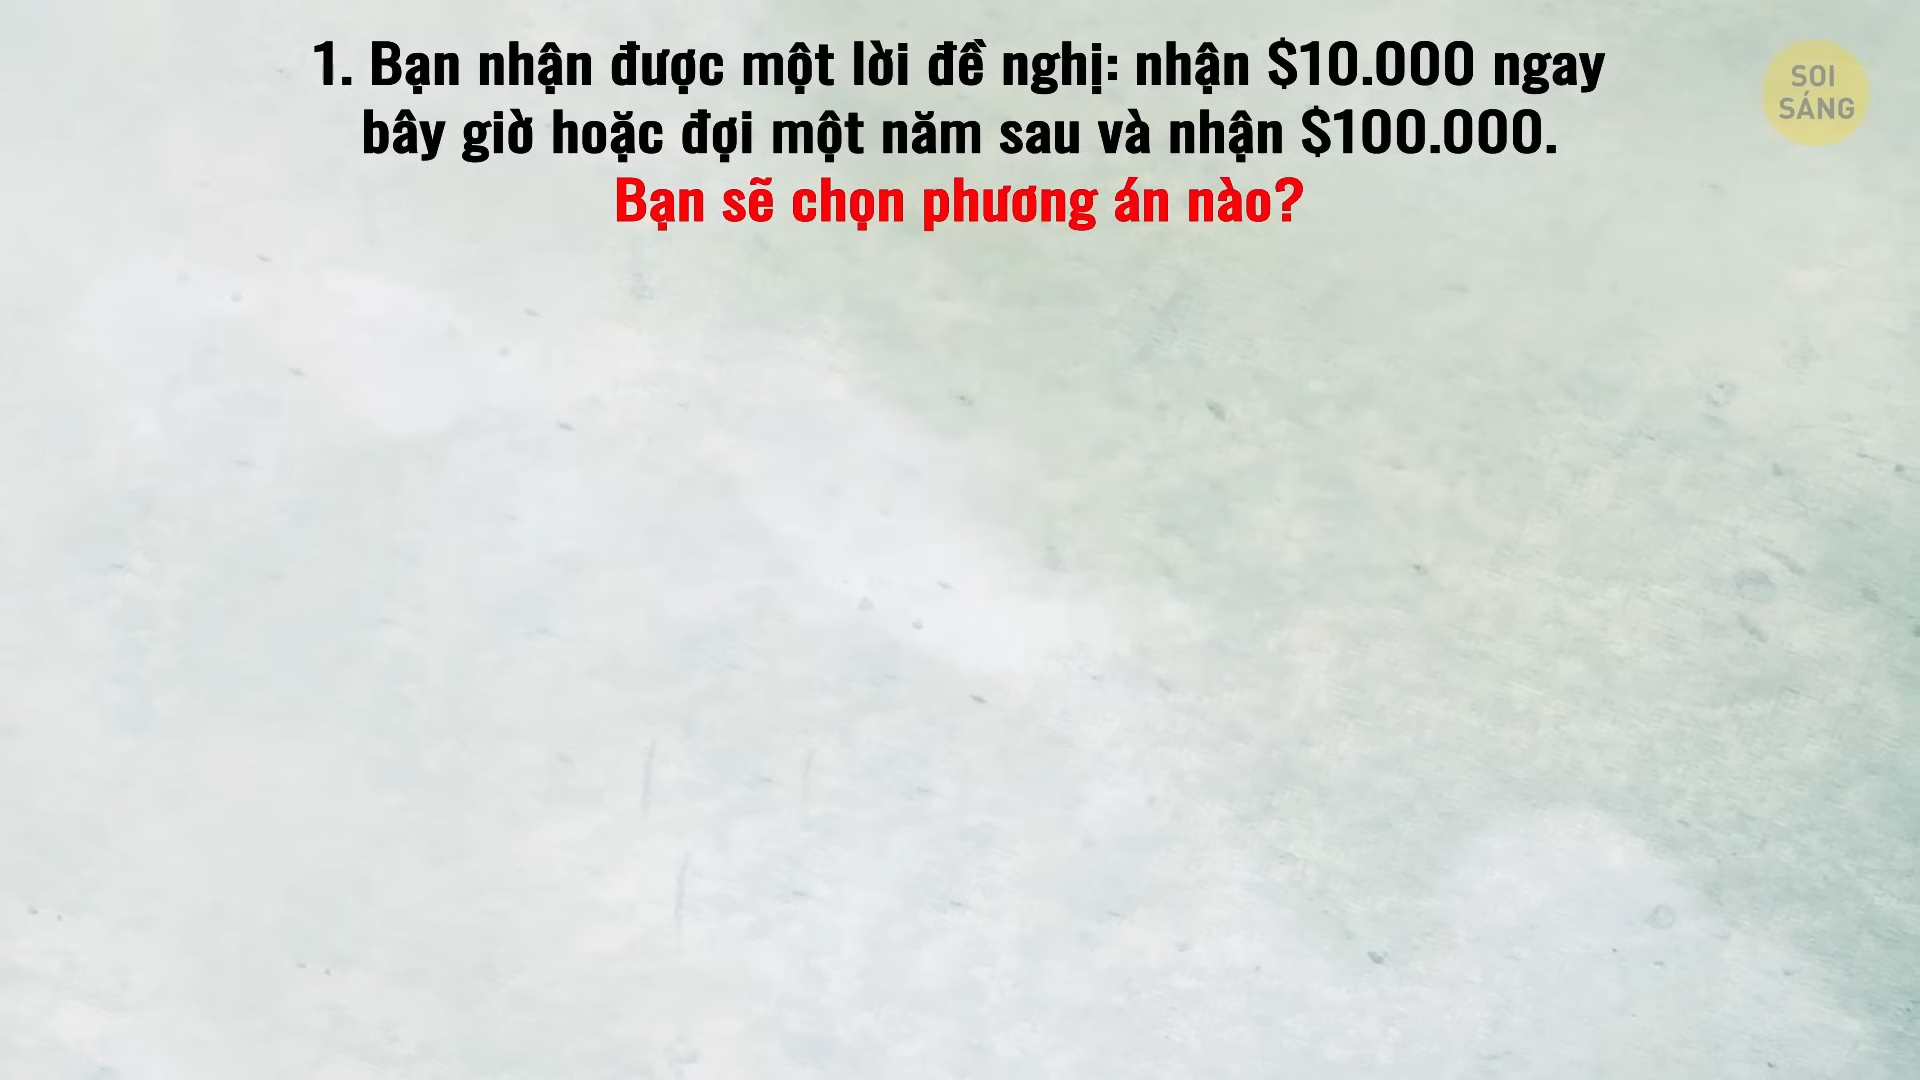 1. Bạn nhận được một lời đề nghị: nhận $10.000 ngay
bây giờ hoặc đợi một năm sau và nhận $100.000.
Bạn sẽ chọn phương án nào?
SOI
SÁNG